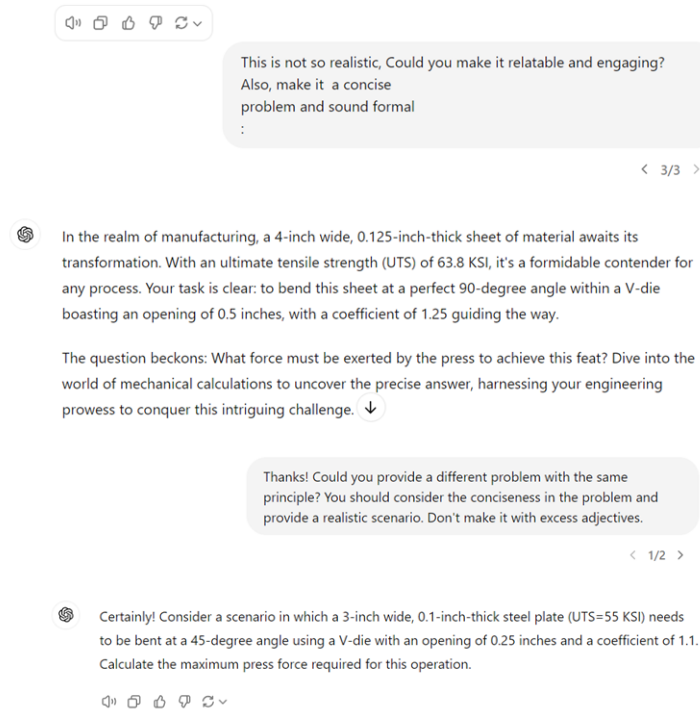 This is not so realistic, Could you make it relatable and engaging?
Also, make it a concise
problem and sound formal
:
3/3
In the realm of manufacturing, a 4-inch wide, 0.125-inch-thick sheet of material awaits its
transformation. With an ultimate tensile strength (UTS) of 63.8 KSI, it's a formidable contender for
any process. Your task is clear: to bend this sheet at a perfect 90-degree angle within a V-die
boasting an opening of 0.5 inches, with a coefficient of 1.25 guiding the way.
The question beckons: What force must be exerted by the press to achieve this feat? Dive into the
world of mechanical calculations to uncover the precise answer, harnessing your engineering
prowess to conquer this intriguing challenge.
Thanks! Could you provide a different problem with the same
principle? You should consider the conciseness in the problem and
provide a realistic scenario. Don't make it with excess adjectives.
1/2
Certainly! Consider a scenario in which a 3-inch wide, 0.1-inch-thick steel plate (UTS=55 KSI) needs
to be bent at a 45-degree angle using a V-die with an opening of 0.25 inches and a coefficient of 1.1.
Calculate the maximum press force required for this operation.